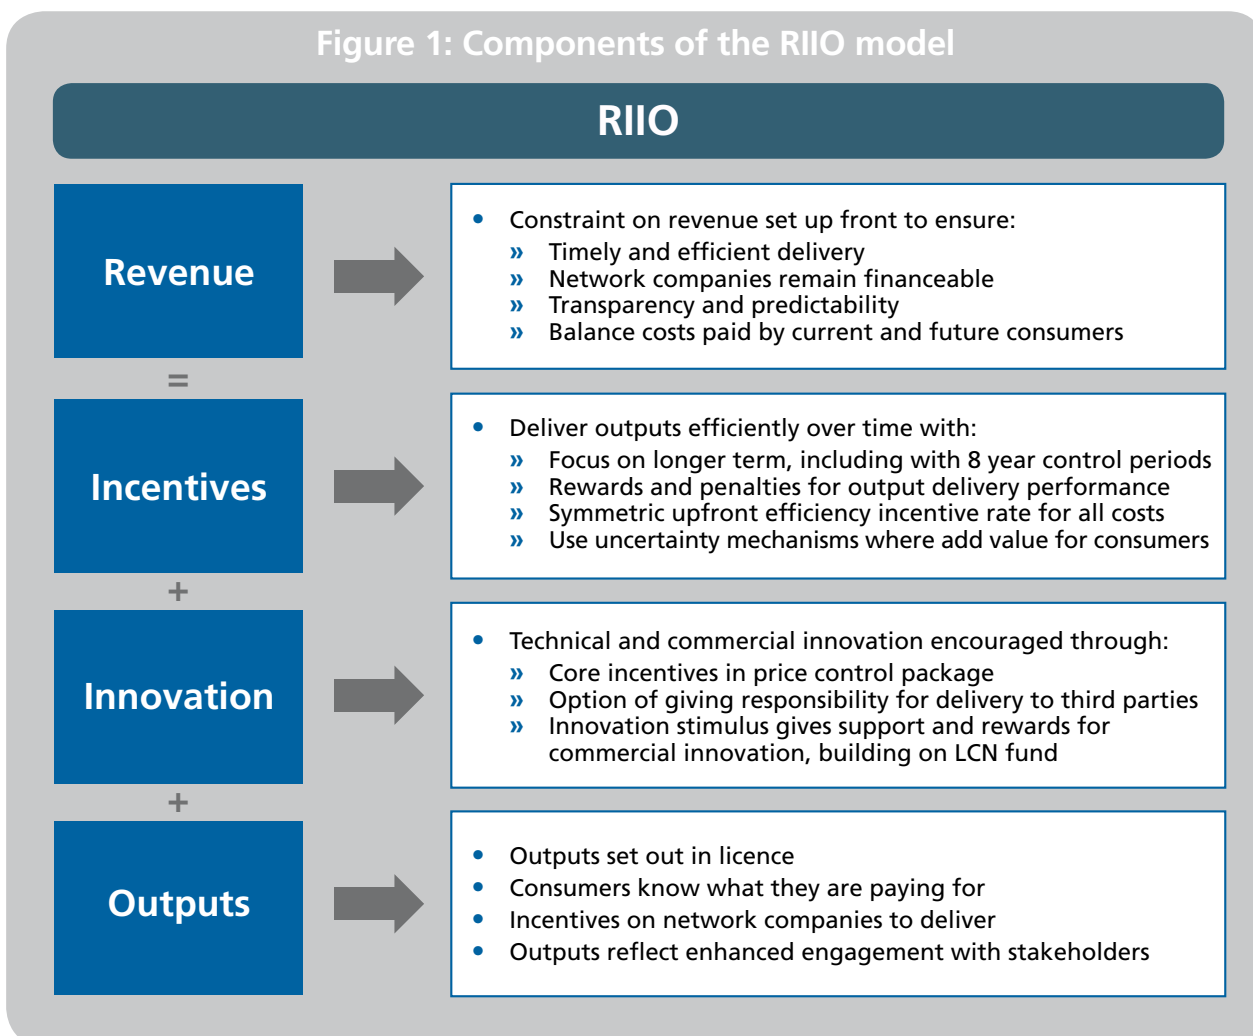 Figure 1: Components of the RIIO model
RIIO
Revenue
• Constraint on revenue set up front to ensure:
» Timely and efficient delivery
» Network companies remain financeable
» Transparency and predictability
» Balance costs paid by current and future consumers
=
Incentives
• Deliver outputs efficiently over time with:
» Focus on longer term, including with 8 year control periods
» Rewards and penalties for output delivery performance
» Symmetric upfront efficiency incentive rate for all costs
» Use uncertainty mechanisms where add value for consumers
+
Innovation
• Technical and commercial innovation encouraged through:
» Core incentives in price control package
» Option of giving responsibility for delivery to third parties
» Innovation stimulus gives support and rewards for
commercial innovation, building on LCN fund
+
Outputs
• Outputs set out in licence
• Consumers know what they are paying for
• Incentives on network companies to deliver
• Outputs reflect enhanced engagement with stakeholders